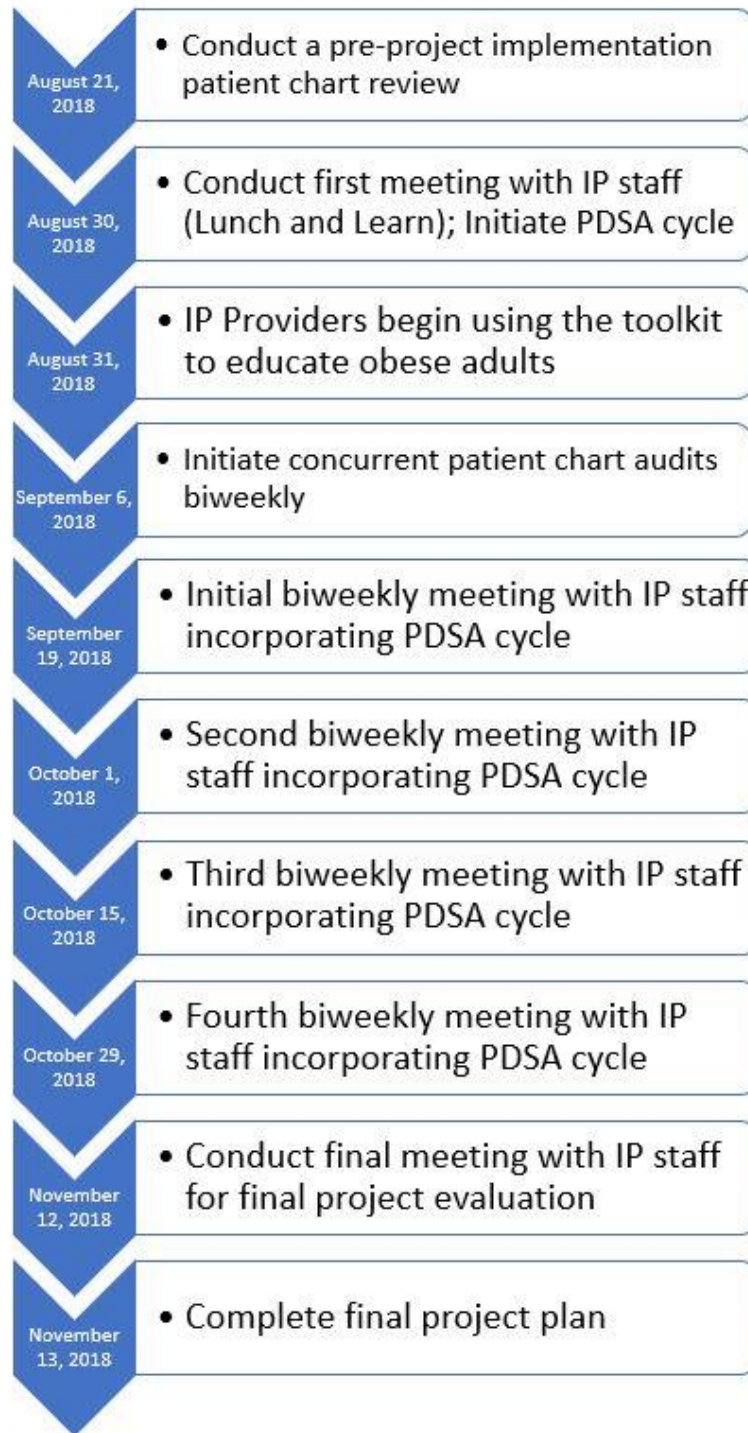 August 21,
2018
• Conduct a pre-project implementation
patient chart review
August 30,
2018
• Conduct first meeting with IP staff
(Lunch and Learn); Initiate PDSA cycle
August 31,
2018
• IP Providers begin using the toolkit
to educate obese adults
September 6,
2018
• Initiate concurrent patient chart audits
biweekly
September
19, 2018
• Initial biweekly meeting with IP staff
incorporating PDSA cycle
October 1,
2018
• Second biweekly meeting with IP
staff incorporating PDSA cycle
October 15,
2018
• Third biweekly meeting with IP staff
incorporating PDSA cycle
October 29,
2018
• Fourth biweekly meeting with IP
staff incorporating PDSA cycle
November
12, 2018
• Conduct final meeting with IP staff
for final project evaluation
November
13, 2018
• Complete final project plan